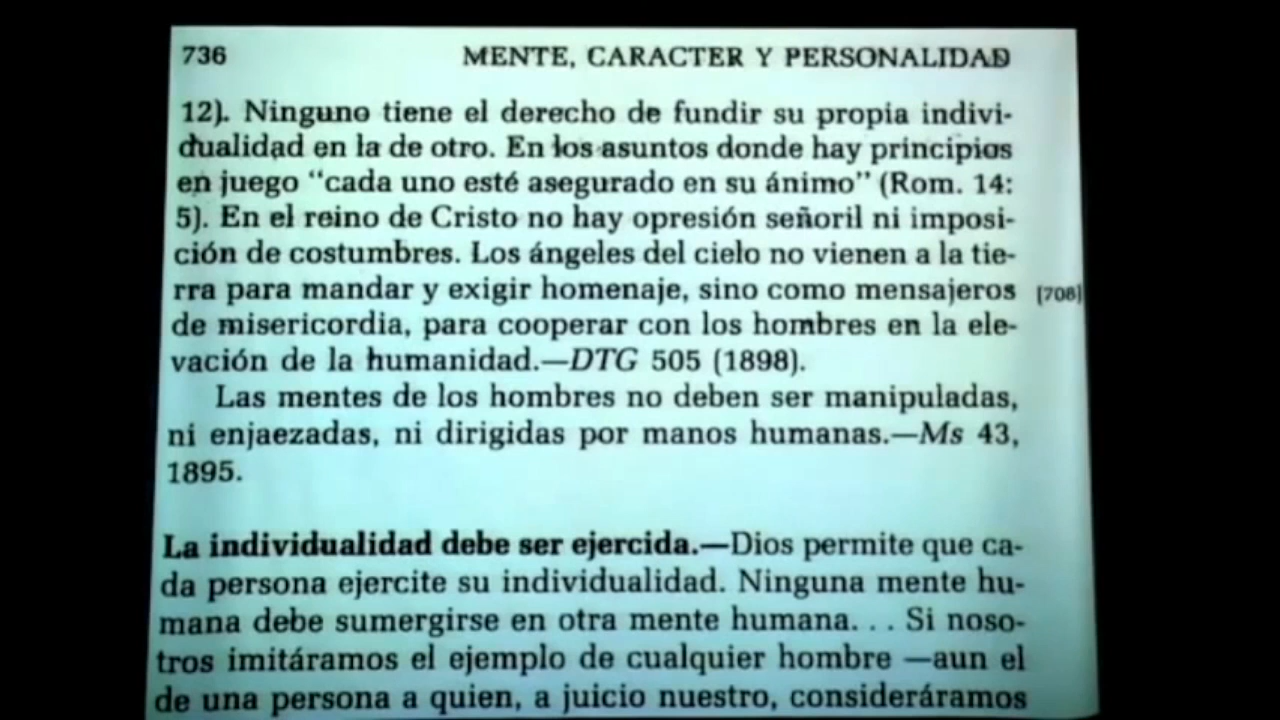 736 MENTE, CARACTER Y PERSONALIDAD
12). Ninguno tiene el derecho de fundir su propia indivi-
dualidad en la de otro. En los asuntos donde hay principios
en juego “cada uno esté asegurado en su ánimo” (Rom. 14:
5). En el reino de Cristo no hay opresión señoril ni imposi-
ción de costumbres. Los ángeles del cielo no vienen a la tie-
rra para mandar y exigir homenaje, sino como mensajeros [708]
de misericordia, para cooperar con los hombres en la ele-
vación de la humanidad.—DTG 505 (1898).
Las mentes de los hombres no deben ser manipuladas,
ni enjaezadas, ni dirigidas por manos humanas.—Ms 43,
1895.
La individualidad debe ser ejercida.—Dios permite que ca-
da persona ejercite su individualidad. Ninguna mente hu-
mana debe sumergirse en otra mente humana. . . Si noso-
tros imitáramos el ejemplo de cualquier hombre —aun el
de una persona a quien, a juicio nuestro, consideráramos